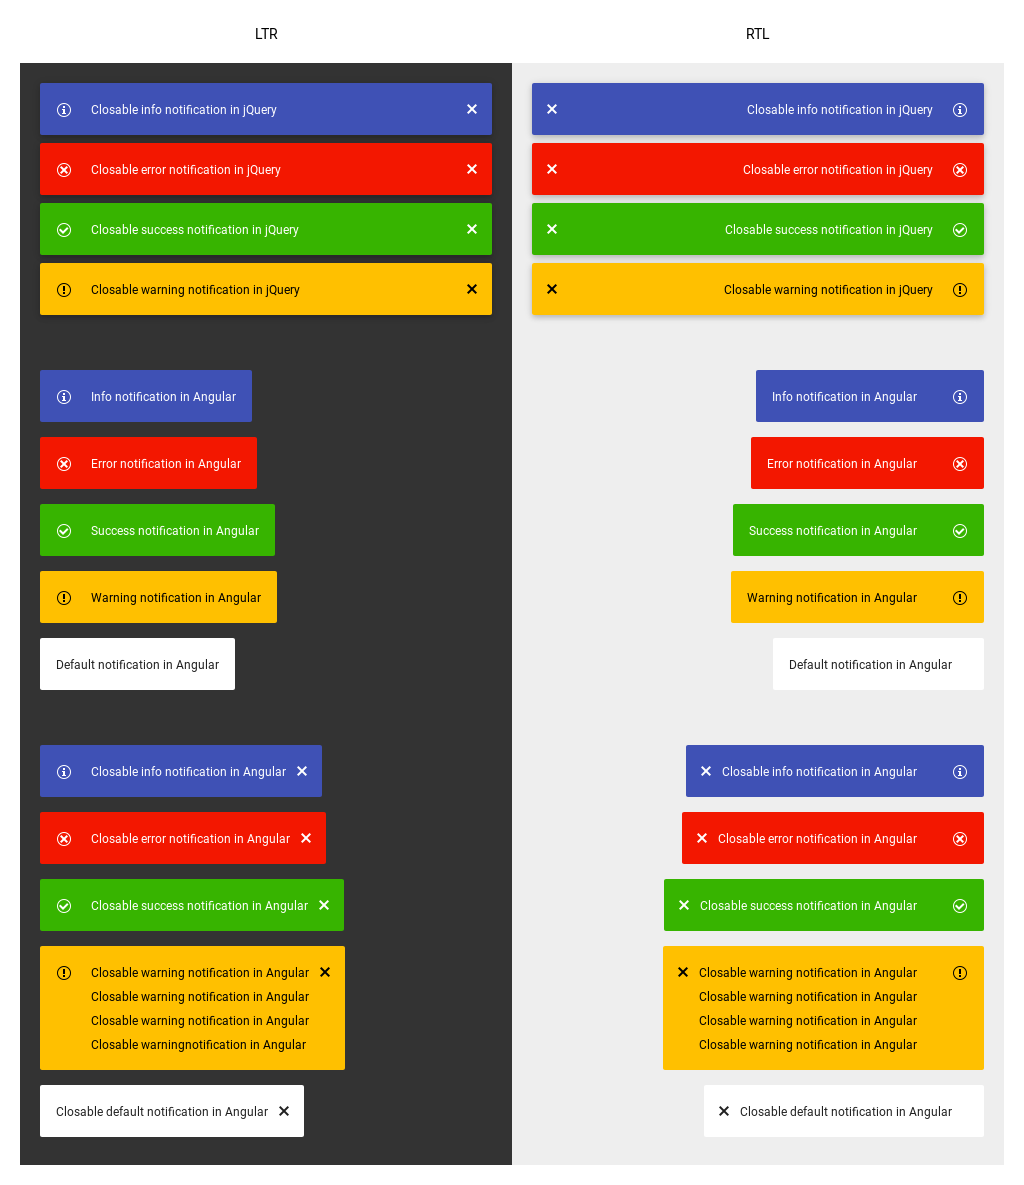 LTR
Closable info notification in jQuery
Closable error notification in jQuery
Closable success notification in jQuery
Closable warning notification in jQuery
Info notification in Angular
Error notification in Angular
Success notification in Angular
Warning notification in Angular
Default notification in Angular
Closable info notification in Angular
Closable error notification in Angular
Closable success notification in Angular
Closable warning notification in Angular
Closable warning notification in Angular
Closable warning notification in Angular
Closable warningnotification in Angular
Closable default notification in Angular
RTL
Closable info notification in jQuery
Closable error notification in jQuery
Closable success notification in jQuery
Closable warning notification in jQuery
Info notification in Angular
Error notification in Angular
Success notification in Angular
Warning notification in Angular
Default notification in Angular
Closable info notification in Angular
Closable error notification in Angular
Closable success notification in Angular
Closable warning notification in Angular
Closable warning notification in Angular
Closable warning notification in Angular
Closable warning notification in Angular
Closable default notification in Angular